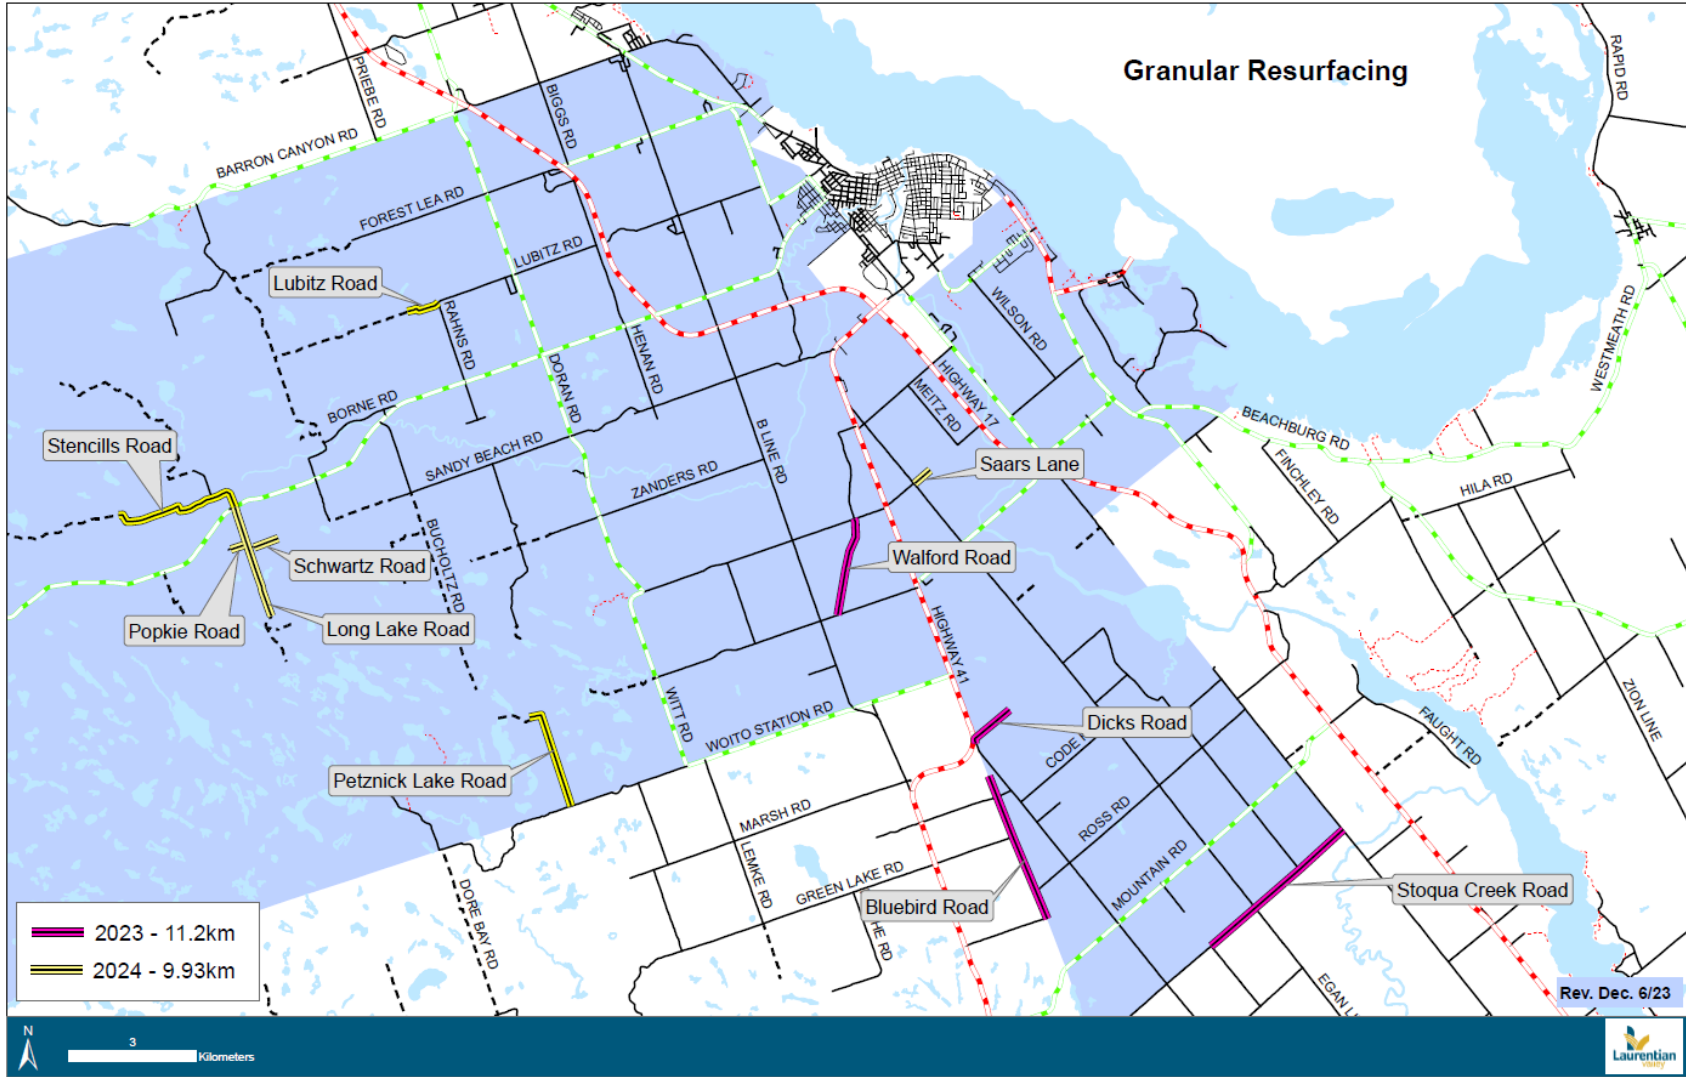 Granular Resurfacing
RAPID RD
PRIEBE RD
BIGGS RD
BARRON CANYON RD
FOREST LEA RD
LUBITZ RD
Lubitz Road
RAHNS RD
HENAN RD
DORAN RD
WILSON RD
HIGHWAY 17
MEITZ RD
WESTMEATH RD
BORNE RD
BEACHBURG RD
Stencills Road
SANDY BEACH RD
B LINE RD
ZANDERS RD
Saars Lane
FINCHLEY RD
HILA RD
BUCHOLTZ RD
Schwartz Road
Walford Road
Popkie Road
Long Lake Road
HIGHWAY 41
ZION LINE
WITT RD
WOITO STATION RD
Dicks Road
CODE
FAUGHT RD
Petznick Lake Road
MARSH RD
ROSS RD
LEMKE RD
GREEN LAKE RD
MOUNTAIN RD
Bluebird Road
Stoqua Creek Road
DORE BAY RD
HE RD
EGAN LI
2023 - 11.2km
2024 - 9.93km
Rev. Dec. 6/23
N
3
Kilometers
Laurentian
valley